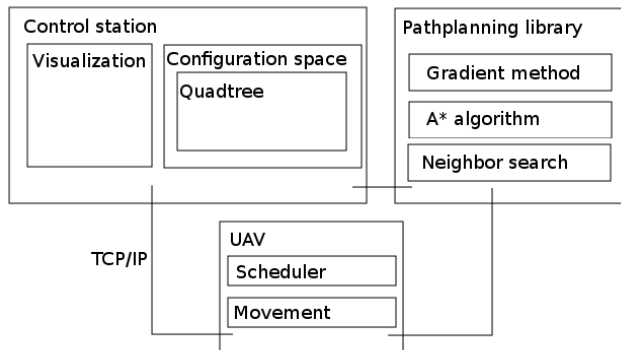 Control station
Visualization
Configuration space
Quadtree
Pathplanning library
Gradient method
A* algorithm
Neighbor search
TCP/IP
UAV
Scheduler
Movement